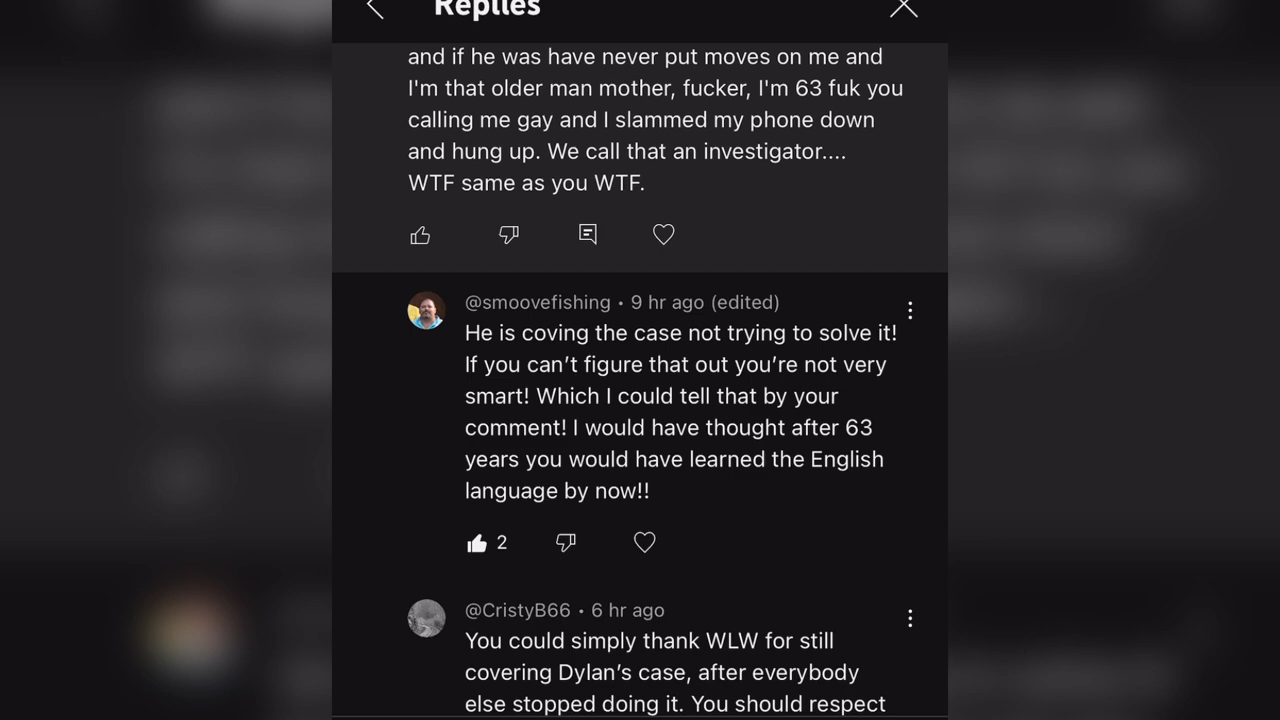 Replies
and if he was have never put moves on me and
I'm that older man mother, fucker, I'm 63 fuk you
calling me gay and I slammed my phone down
and hung up. We call that an investigator....
WTF same as you WTF.
@smoovefishing • 9 hr ago (edited)
He is coving the case not trying to solve it!
If you can’t figure that out you’re not very
smart! Which I could tell that by your
comment! I would have thought after 63
years you would have learned the English
language by now!!
2
@CristyB66 • 6 hr ago
You could simply thank WLW for still
covering Dylan’s case, after everybody
else stopped doing it. You should respect